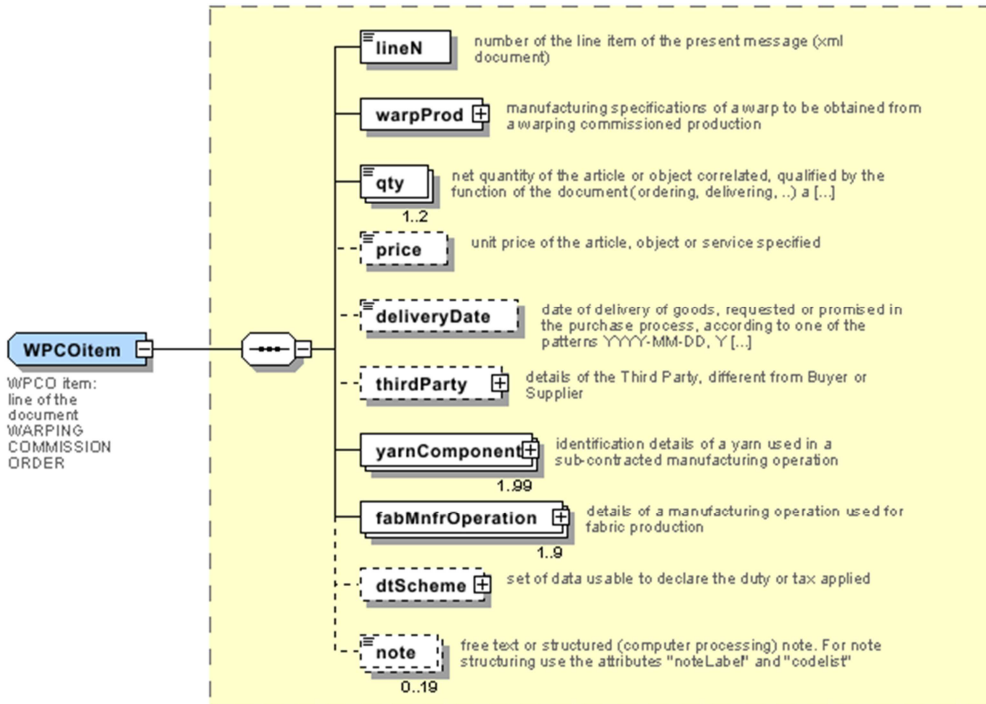 lineN
number of the line item of the present message (xml
document)
warpProd
manufacturing specifications of a warp to be obtained from
a warping commissioned production
qty
net quantity of the article or object correlated, qualified by the
function of the document (ordering, delivering, ..) a [...]
1..2
price
unit price of the article, object or service specified
deliveryDate
date of delivery of goods, requested or promised in
the purchase process, according to one of the
patterns YYYY-MM-DD, Y [...]
WPCOitem
WPCO item:
line of the
document
WARPING
COMMISSION
ORDER
thirdParty
details of the Third Party, different from Buyer or
Supplier
yarnComponent
identification details of a yarn used in a
sub-contracted manufacturing operation
1..99
fabMnfrOperation
details of a manufacturing operation used for
fabric production
1..9
dtScheme
set of data usable to declare the duty or tax applied
note
free text or structured (computer processing) note. For note
structuring use the attributes "noteLabel" and "codelist"
0..19